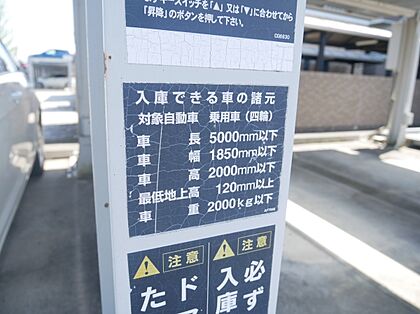 スイッチを「▲」又は「▼」に合わせてから
「昇降」のボタンを押して下さい。
入庫できる車の諸元
対象自動車 乗用車（四輪）
車長 5000mm以下
車幅 1850mm以下
車高 2000mm以下
最低地上高 120mm以上
車重 2000kg以下
注意
注意
必ず
入庫
ド
た